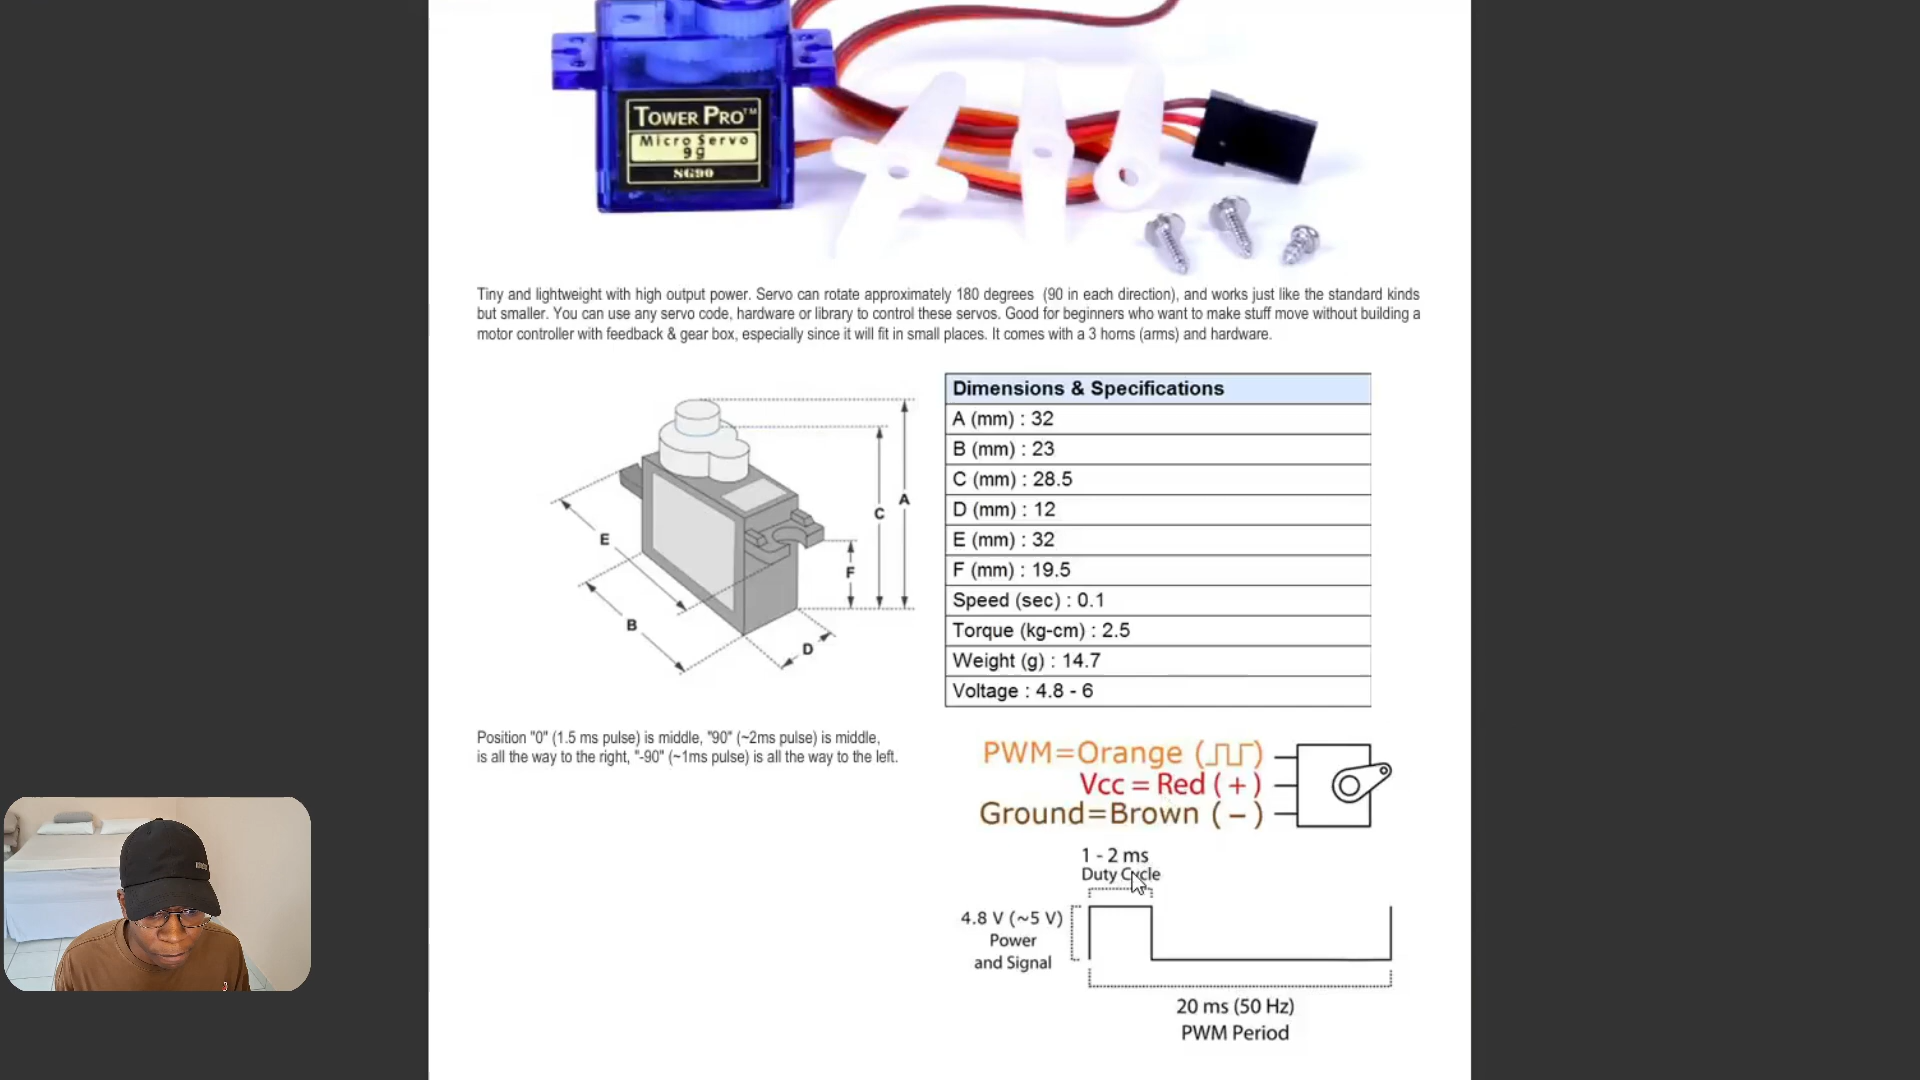 TOWER PRO™
Micro Servo
9g
SG90
Tiny and lightweight with high output power. Servo can rotate approximately 180 degrees (90 in each direction), and works just like the standard kinds
but smaller. You can use any servo code, hardware or library to control these servos. Good for beginners who want to make stuff move without building a
motor controller with feedback & gear box, especially since it will fit in small places. It comes with a 3 horns (arms) and hardware.
A
C
E
F
B
D
Dimensions & Specifications
A (mm) : 32
B (mm) : 23
C (mm) : 28.5
D (mm) : 12
E (mm) : 32
F (mm) : 19.5
Speed (sec) : 0.1
Torque (kg-cm) : 2.5
Weight (g) : 14.7
Voltage : 4.8 - 6
Position "0" (1.5 ms pulse) is middle, "90" (~2ms pulse) is middle,
is all the way to the right, "-90" (~1ms pulse) is all the way to the left.
PWM=Orange (⎍⎍)
Vcc = Red (+)
Ground=Brown (−)
1 - 2 ms
Duty Cycle
4.8 V (~5 V)
Power
and Signal
20 ms (50 Hz)
PWM Period